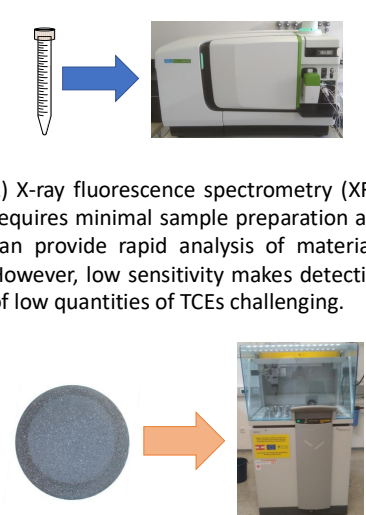 ) X-ray fluorescence spectrometry (XR
equires minimal sample preparation a
an provide rapid analysis of materia
However, low sensitivity makes detecti
of low quantities of TCEs challenging.